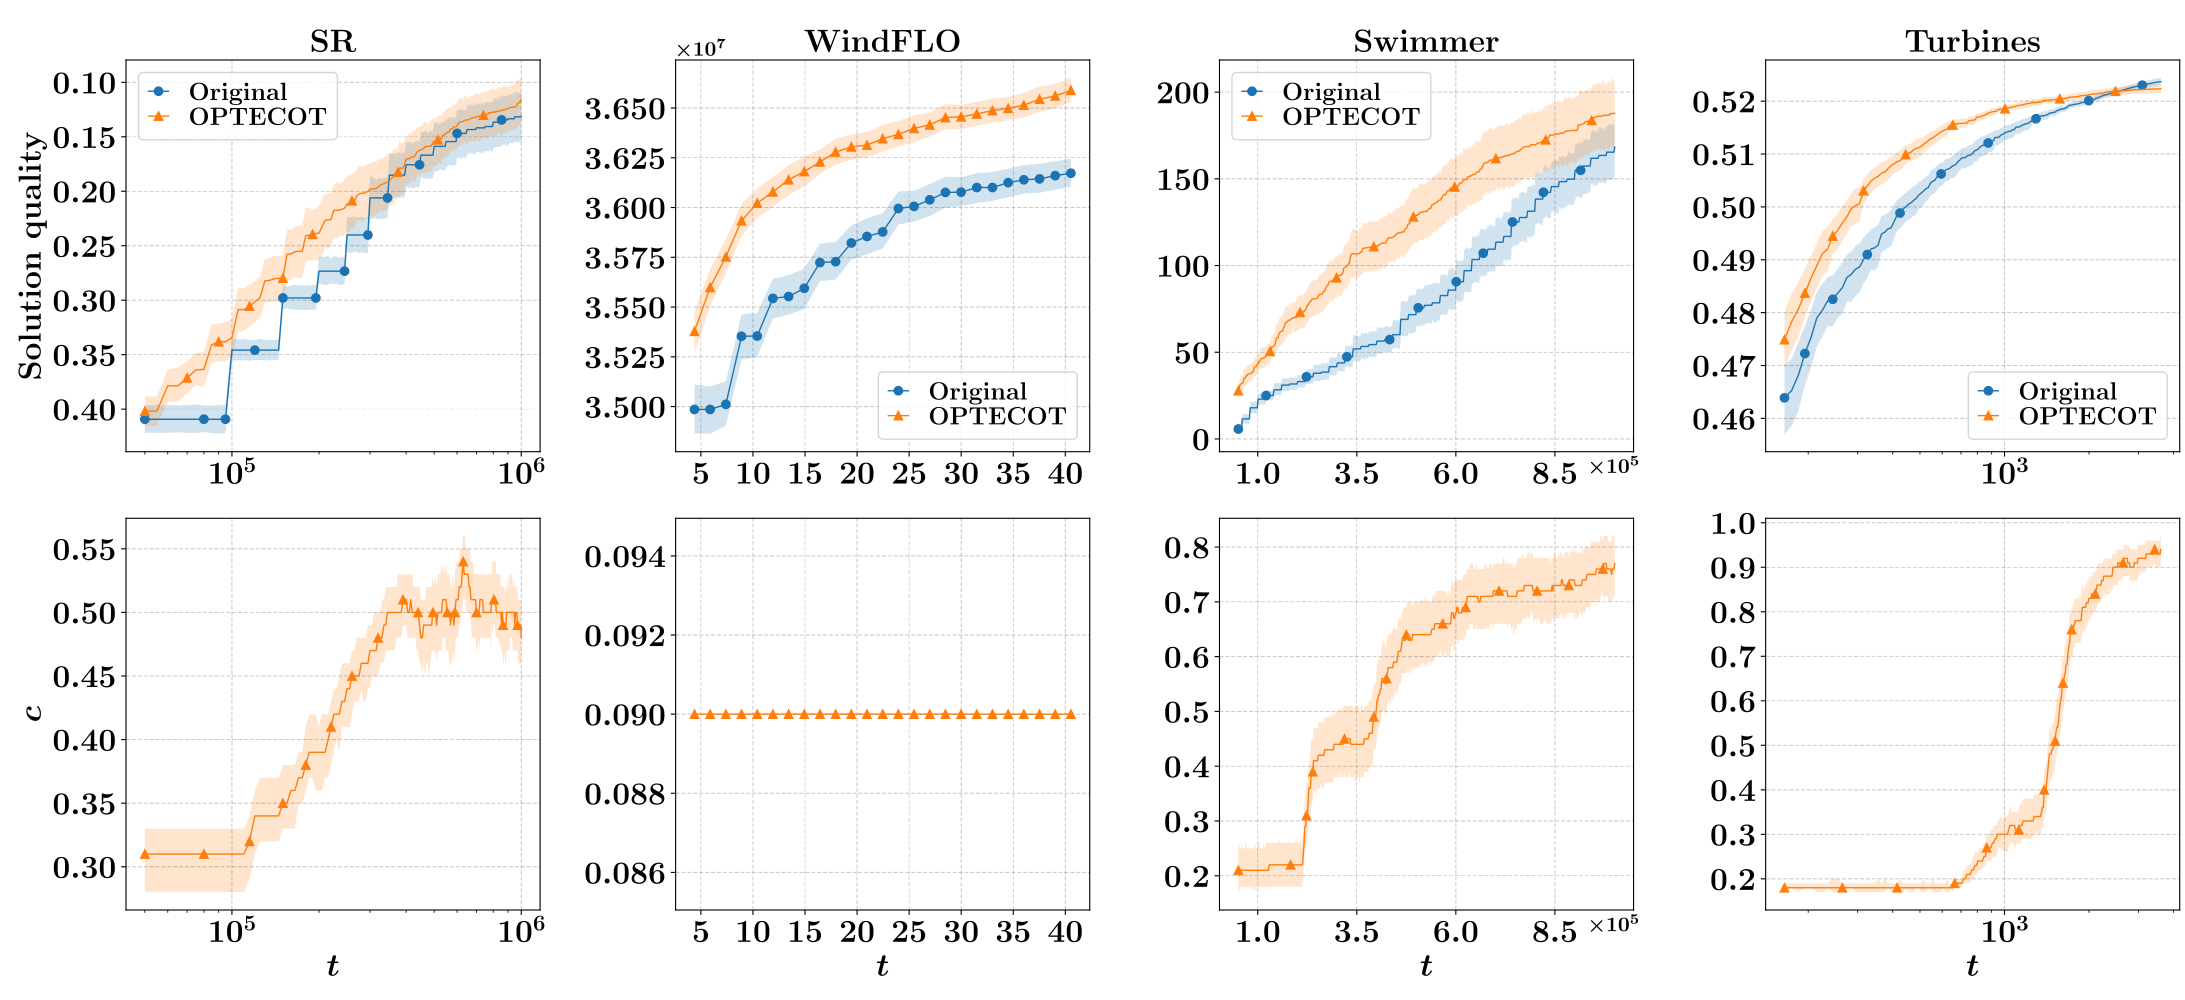 SR
Solution quality
0.10
0.15
0.20
0.25
0.30
0.35
0.40
10^5
10^6
Original
OPTECOT
WindFLO
×10^7
3.650
3.625
3.600
3.575
3.550
3.525
3.500
5 10 15 20 25 30 35 40
Original
OPTECOT
Swimmer
200
150
100
50
0
1.0 3.5 6.0 8.5 ×10^5
Original
OPTECOT
Turbines
0.52
0.51
0.50
0.49
0.48
0.47
0.46
10^3
Original
OPTECOT
c
0.55
0.50
0.45
0.40
0.35
0.30
10^5
10^6
t
0.094
0.092
0.090
0.088
0.086
5 10 15 20 25 30 35 40
t
0.8
0.7
0.6
0.5
0.4
0.3
0.2
1.0 3.5 6.0 8.5 ×10^5
t
1.0
0.9
0.8
0.7
0.6
0.5
0.4
0.3
0.2
10^3
t